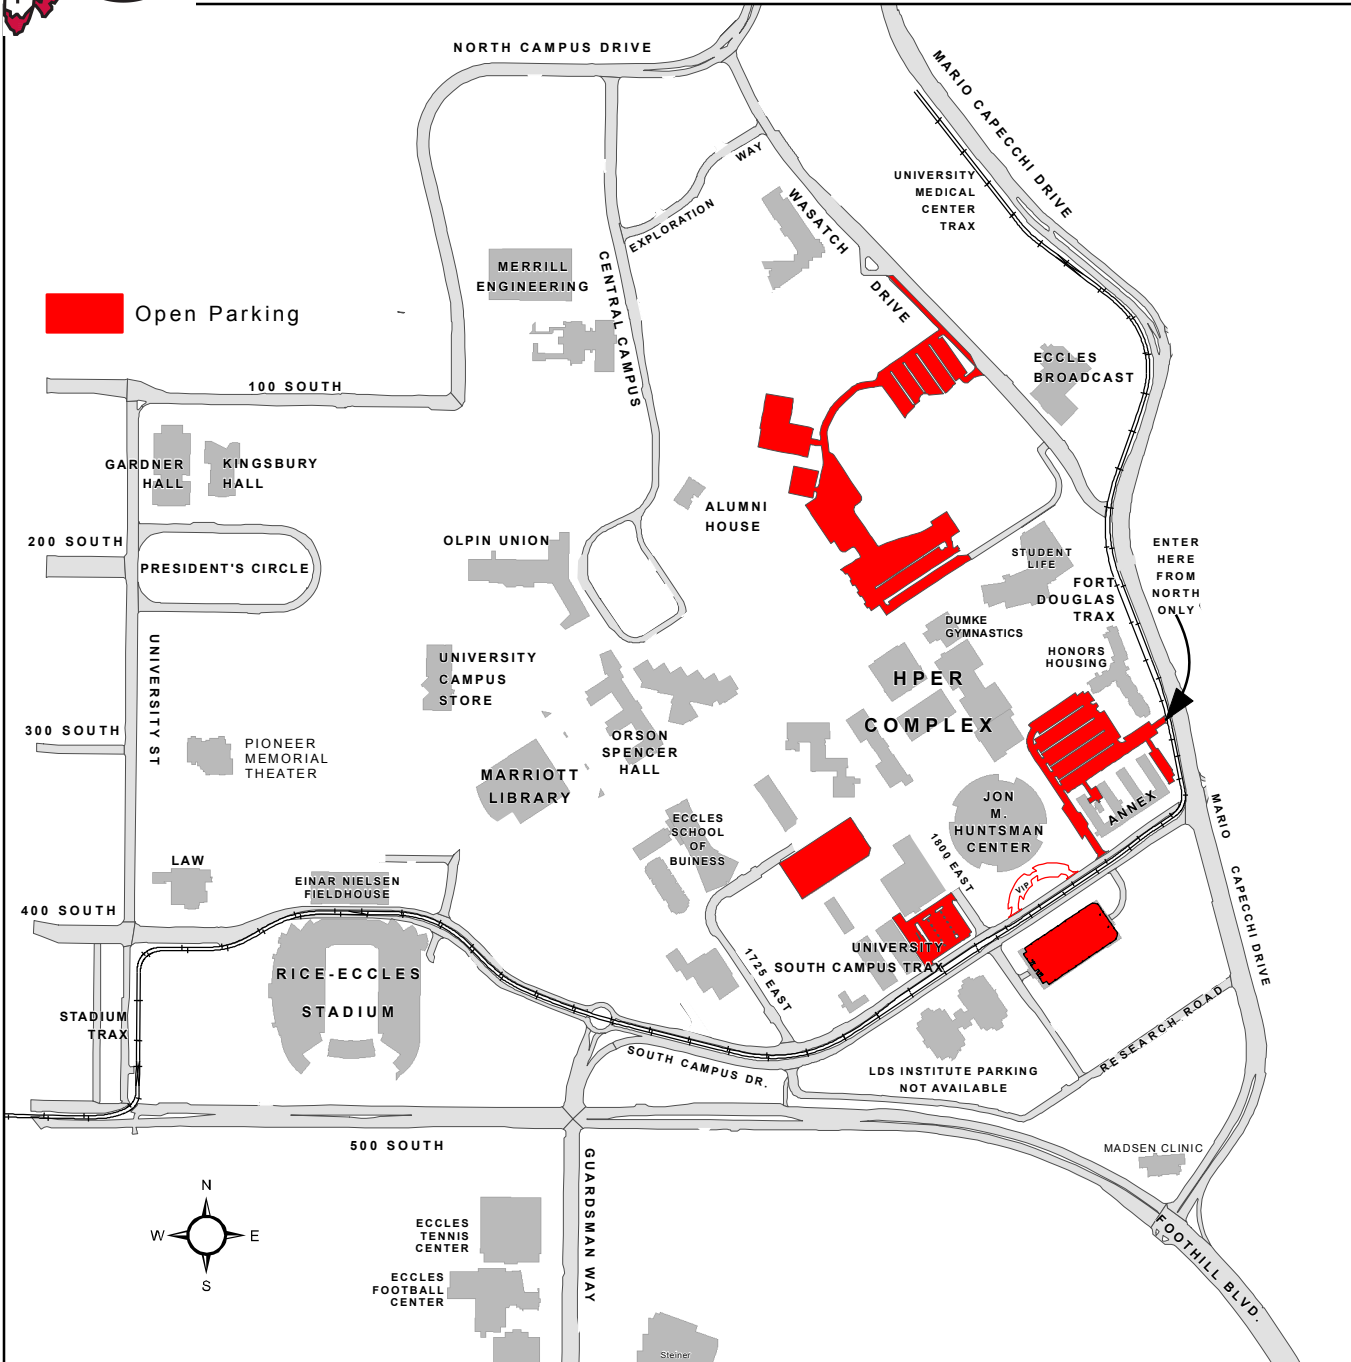 NORTH CAMPUS DRIVE
MARIO CAPECCHI DRIVE
WAY
EXPLORATION
WASATCH
DRIVE
UNIVERSITY
MEDICAL
CENTER
TRAX
MERRILL
ENGINEERING
CENTRAL CAMPUS
Open Parking
ECCLES
BROADCAST
100 SOUTH
GARDNER
HALL
KINGSBURY
HALL
ALUMNI
HOUSE
200 SOUTH
PRESIDENT'S CIRCLE
OLPIN UNION
STUDENT
LIFE
ENTER
HERE
FROM
NORTH
ONLY
FORT
DOUGLAS
TRAX
DUMKE
GYMNASTICS
HONORS
HOUSING
UNIVERSITY ST
UNIVERSITY
CAMPUS
STORE
HPER
COMPLEX
300 SOUTH
PIONEER
MEMORIAL
THEATER
ORSON
SPENCER
HALL
MARRIOTT
LIBRARY
JON
M.
HUNTSMAN
CENTER
ANNEX
MARIO
CAPECCHI DRIVE
ECCLES
SCHOOL
OF
BUINESS
1800 EAST
VIP
LAW
EINAR NIELSEN
FIELDHOUSE
400 SOUTH
UNIVERSITY
SOUTH CAMPUS TRAX
1725 EAST
RICE-ECCLES
STADIUM
STADIUM
TRAX
SOUTH CAMPUS DR.
RESEARCH ROAD
LDS INSTITUTE PARKING
NOT AVAILABLE
500 SOUTH
MADSEN CLINIC
GUARDSMAN WAY
FOOTHILL BLVD.
N
W
E
S
ECCLES
TENNIS
CENTER
ECCLES
FOOTBALL
CENTER
Steiner